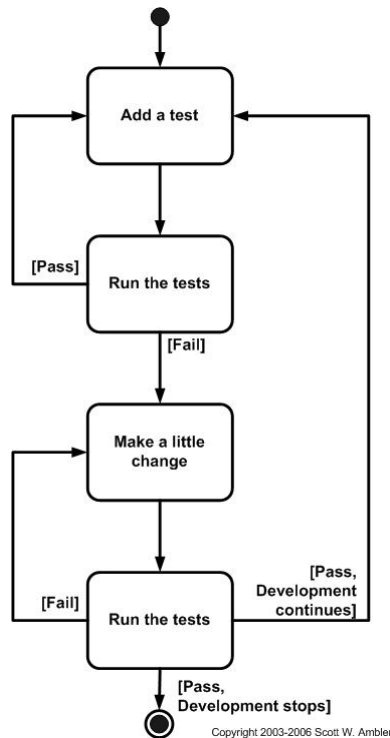 Add a test
[Pass]
Run the tests
[Fail]
Make a little
change
[Fail]
Run the tests
[Pass,
Development
continues]
[Pass,
Development stops]
Copyright 2003-2006 Scott W. Ambler